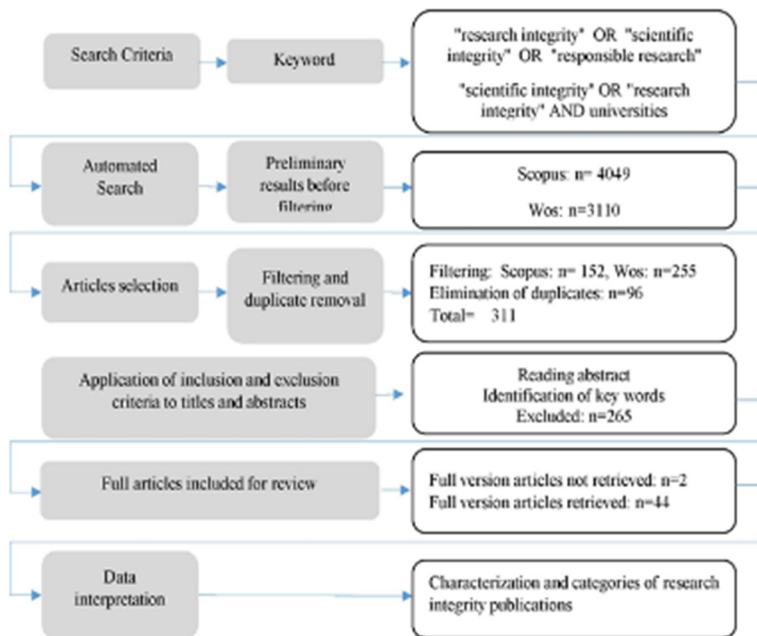 Search Criteria
Keyword
"research integrity" OR "scientific
integrity" OR "responsible research"
"scientific integrity" OR "research
integrity" AND universities
Automated
Search
Preliminary
results before
filtering
Scopus: n= 4049
Wos: n=3110
Articles selection
Filtering and
duplicate removal
Filtering: Scopus: n= 152, Wos: n=255
Elimination of duplicates: n=96
Total= 311
Application of inclusion and exclusion
criteria to titles and abstracts
Reading abstract
Identification of key words
Excluded: n=265
Full articles included for review
Full version articles not retrieved: n=2
Full version articles retrieved: n=44
Data
interpretation
Characterization and categories of research
integrity publications